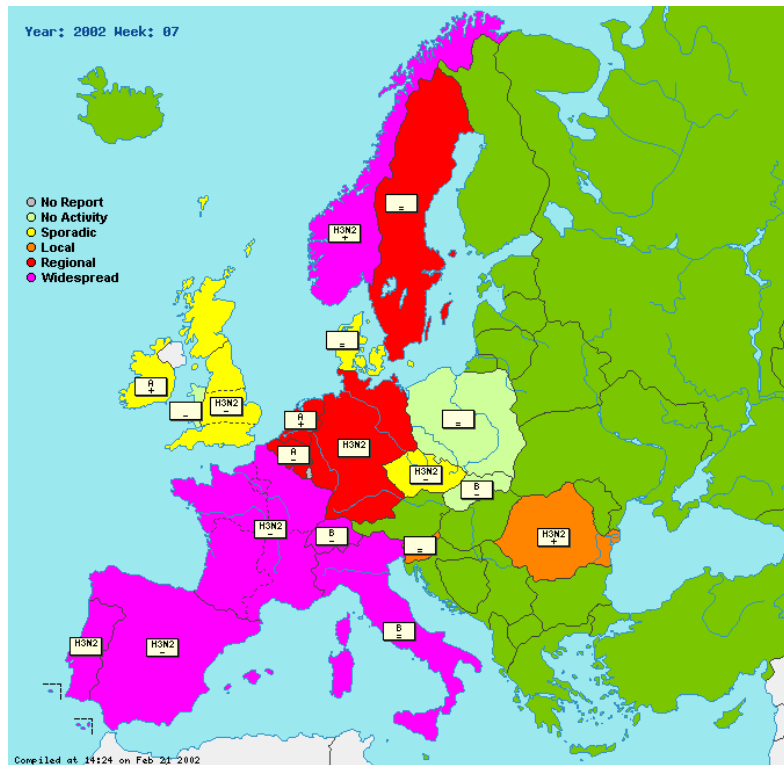 Year: 2002 Week: 07
No Report
No Activity
Sporadic
Local
Regional
Widespread
=
H3N2
+
=
A
+
–
H3N2
–
A
+
A
–
H3N2
=
H3N2
–
B
–
H3N2
–
B
–
=
H3N2
+
B
=
H3N2
H3N2
–
Compiled at 14:24 on Feb 21 2002